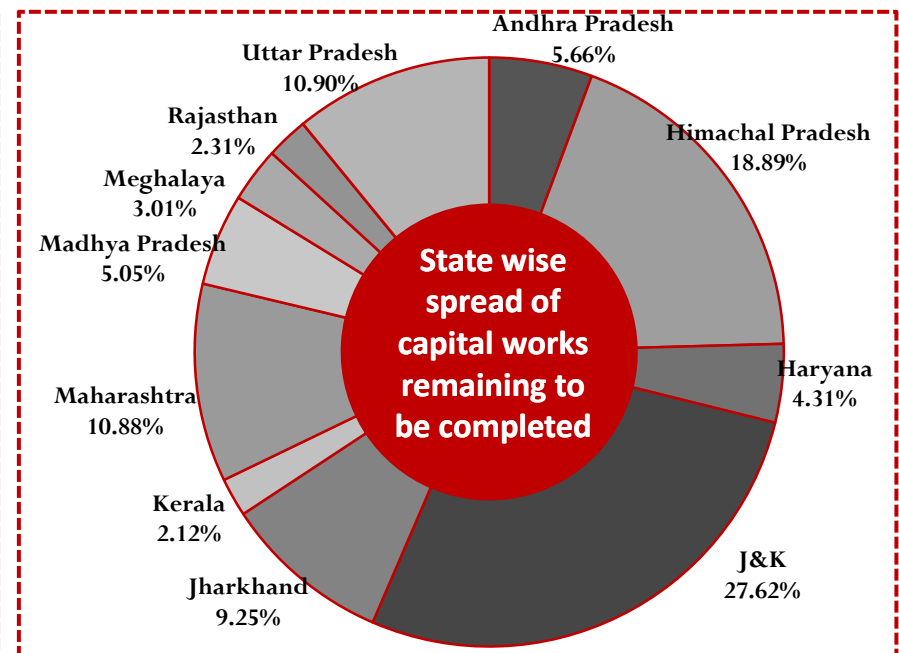 Andhra Pradesh
5.66%
Himachal Pradesh
18.89%
Haryana
4.31%
J&K
27.62%
Jharkhand
9.25%
Kerala
2.12%
Maharashtra
10.88%
Madhya Pradesh
5.05%
Meghalaya
3.01%
Rajasthan
2.31%
Uttar Pradesh
10.90%
State wise
spread of
capital works
remaining to
be completed